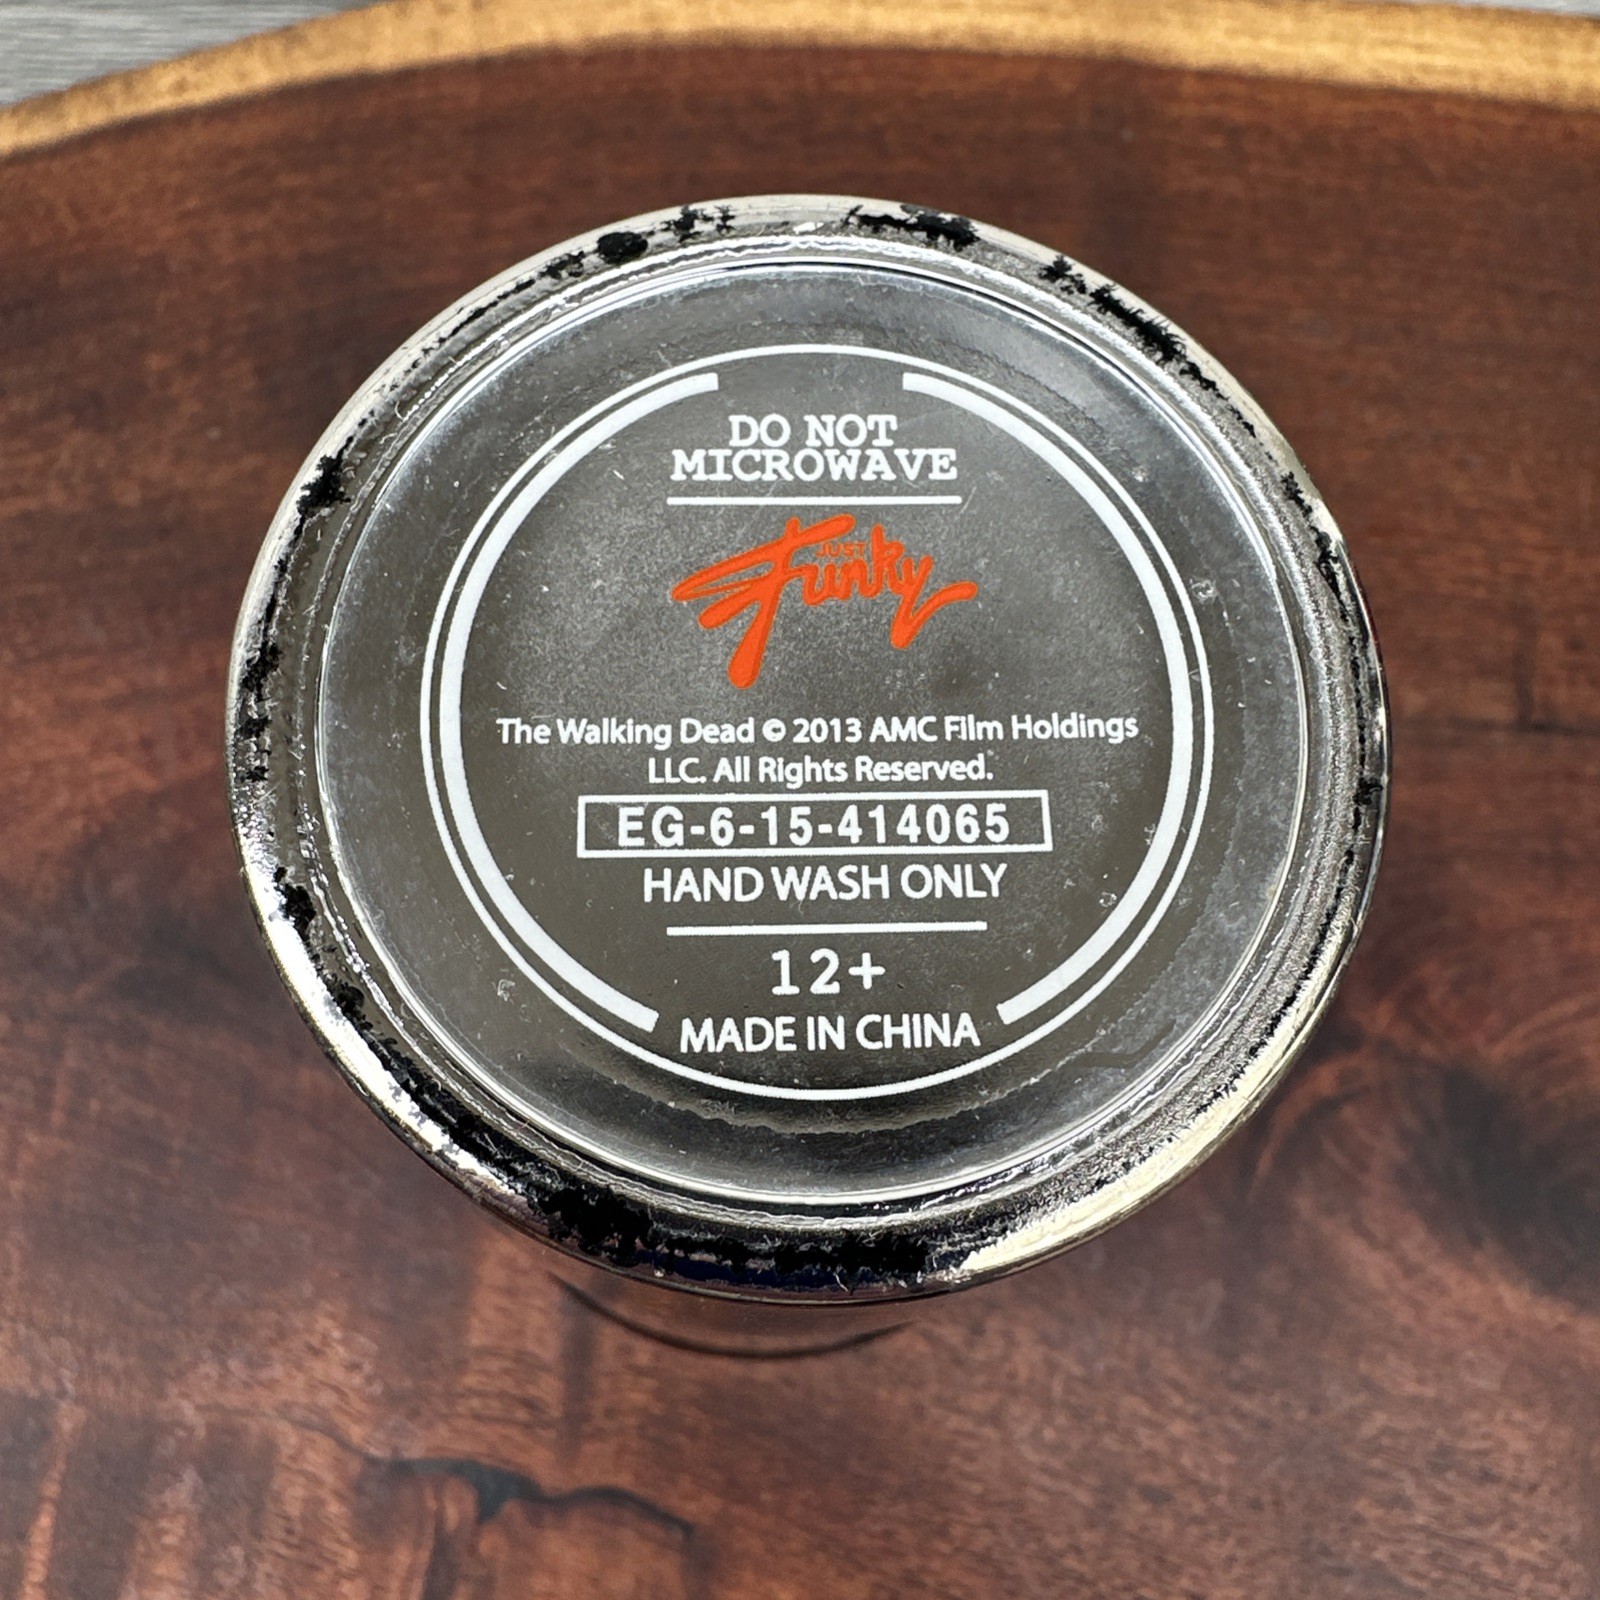 DO NOT
MICROWAVE
JUST
Funky
The Walking Dead © 2013 AMC Film Holdings
LLC. All Rights Reserved.
EG-6-15-414065
HAND WASH ONLY
12+
MADE IN CHINA